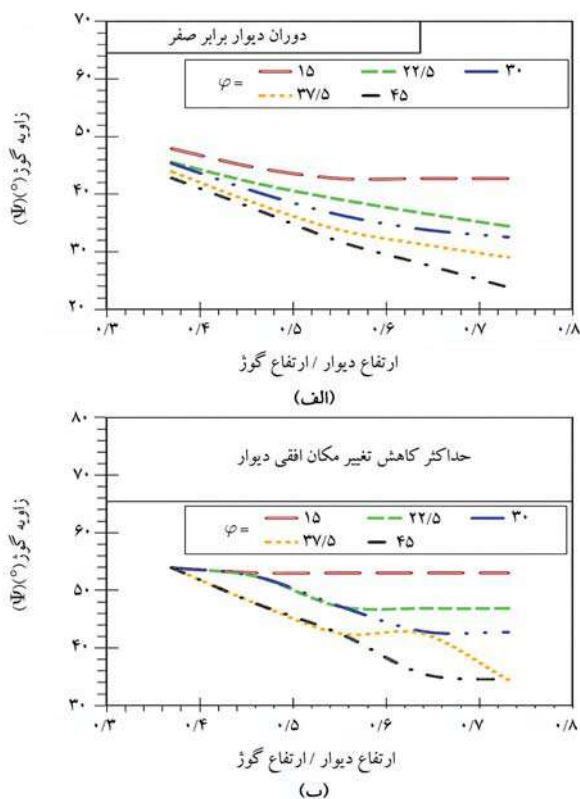 دوران دیوار برابر صفر
φ = ۱۵ ۲۲/۵ ۳۰
۳۷/۵ ۴۵
زاویه گوژ (°)(Ψ)
۷۰
۶۰
۵۰
۴۰
۳۰
۲۰
۰/۳ ۰/۴ ۰/۵ ۰/۶ ۰/۷ ۰/۸
ارتفاع دیوار / ارتفاع گوژ
(الف)
حداکثر کاهش تغییر مکان افقی دیوار
φ = ۱۵ ۲۲/۵ ۳۰
۳۷/۵ ۴۵
زاویه گوژ (°)(Ψ)
۸۰
۷۰
۶۰
۵۰
۴۰
۳۰
۰/۳ ۰/۴ ۰/۵ ۰/۶ ۰/۷ ۰/۸
ارتفاع دیوار / ارتفاع گوژ
(ب)